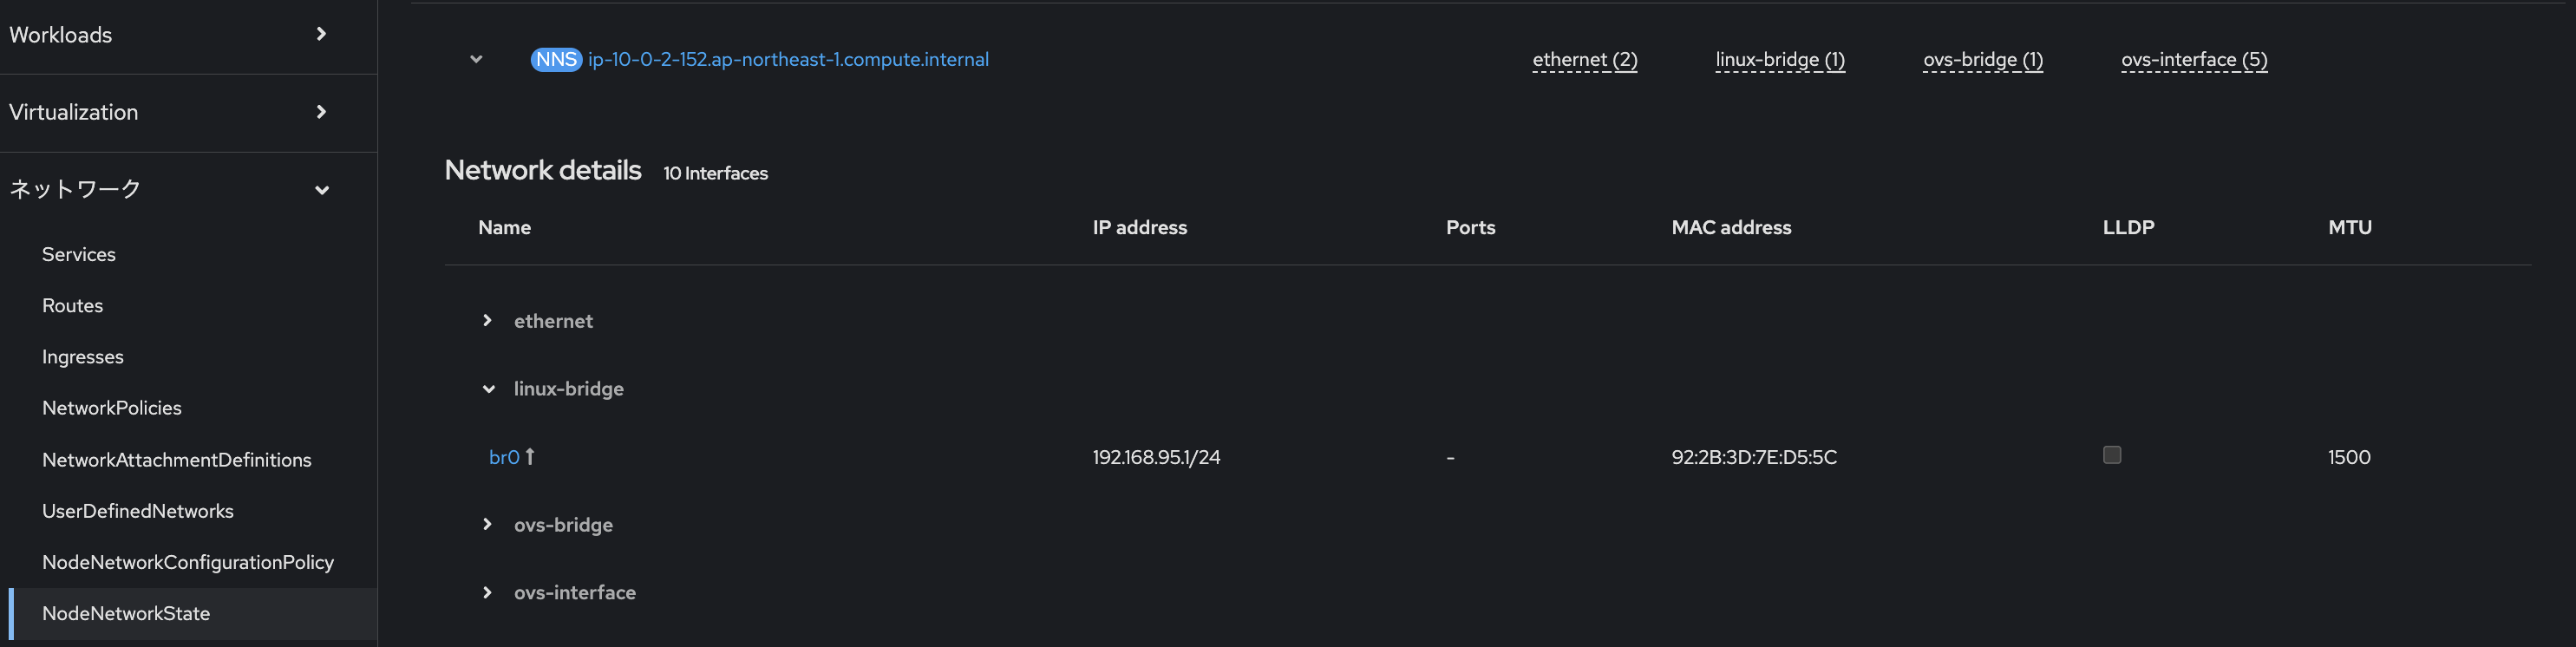 Workloads
Virtualization
ネットワーク
Services
Routes
Ingresses
NetworkPolicies
NetworkAttachmentDefinitions
UserDefinedNetworks
NodeNetworkConfigurationPolicy
NodeNetworkState
NNS ip-10-0-2-152.ap-northeast-1.compute.internal ethernet (2) linux-bridge (1) ovs-bridge (1) ovs-interface (5)
Network details 10 Interfaces
Name IP address Ports MAC address LLDP MTU
ethernet
linux-bridge
br0 192.168.95.1/24 - 92:2B:3D:7E:D5:5C 1500
ovs-bridge
ovs-interface